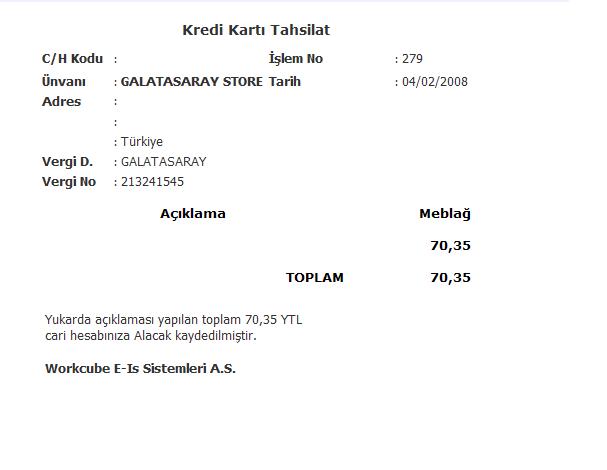 Kredi Kartı Tahsilat
C/H Kodu : İşlem No : 279
Ünvanı : GALATASARAY STORE Tarih : 04/02/2008
Adres :
:
: Türkiye
Vergi D. : GALATASARAY
Vergi No : 213241545
Açıklama Meblağ
70,35
TOPLAM 70,35
Yukarda açıklaması yapılan toplam 70,35 YTL
cari hesabınıza Alacak kaydedilmiştir.
Workcube E-Is Sistemleri A.S.